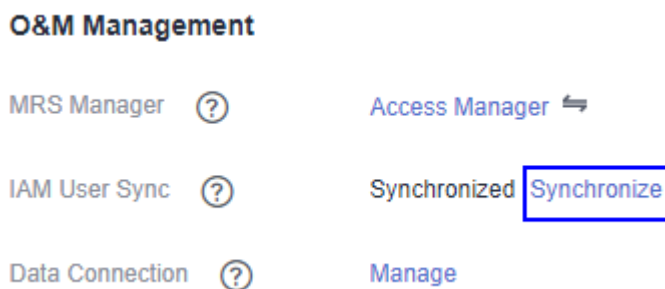 O&M Management
MRS Manager ? Access Manager ⇋
IAM User Sync ? Synchronized Synchronize
Data Connection ? Manage